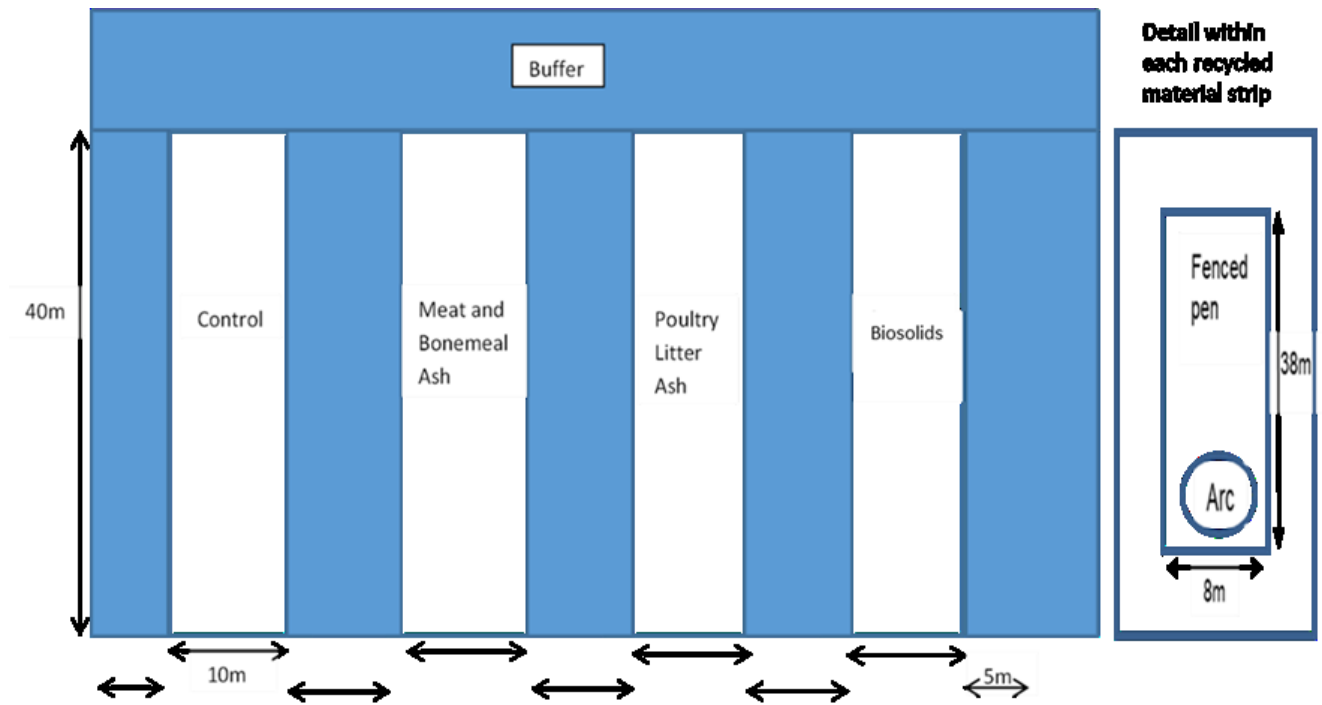 Buffer
40m
Control
Meat and
Bonemeal
Ash
Poultry
Litter
Ash
Biosolids
10m
5m
Detail within
each recycled
material strip
Fenced
pen
38m
Arc
8m